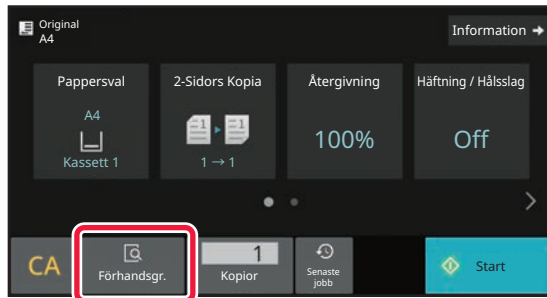 Original
A4
Information
Pappersval
A4
Kassett 1
2-Sidors Kopia
1 → 1
Återgivning
100%
Häftning / Hålsslag
Off
CA
Förhandsgr.
1
Kopior
Senaste
jobb
Start